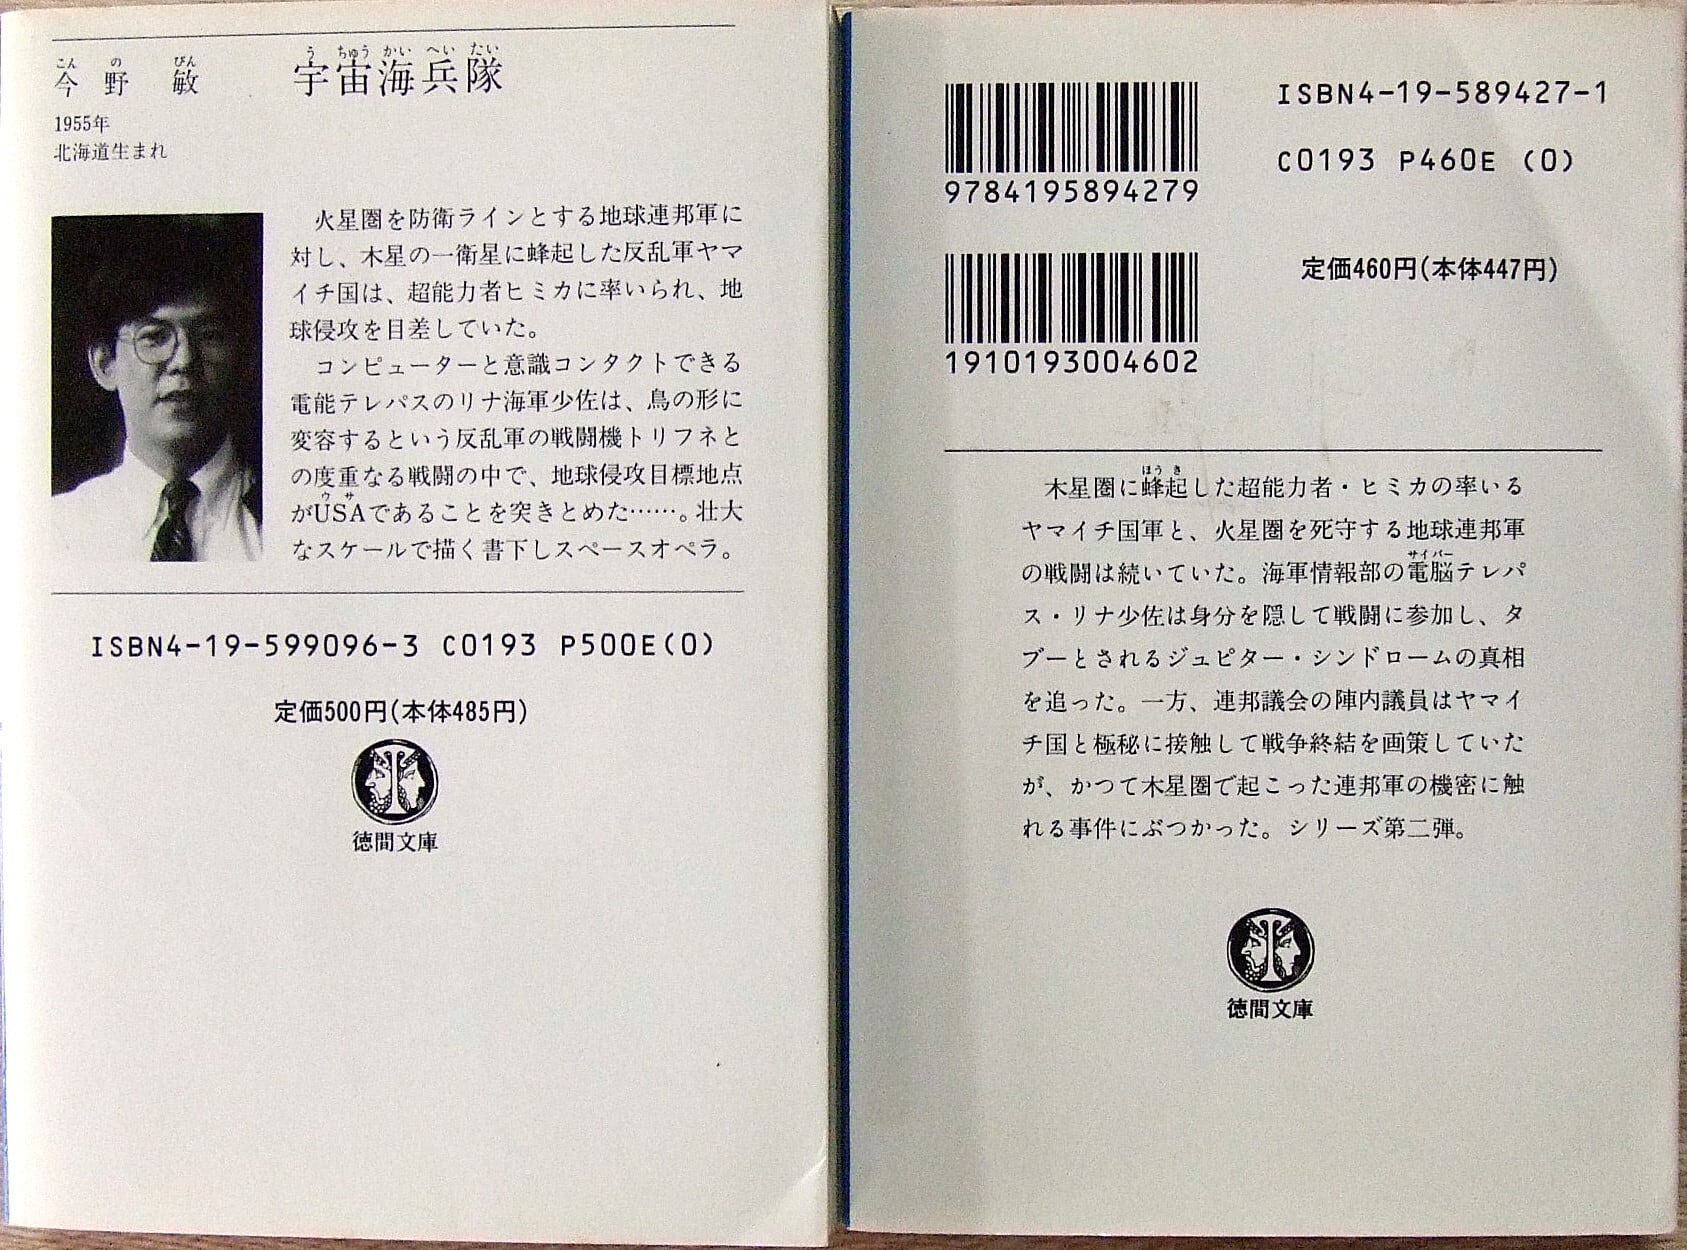 こん の びん
今野 敏
う ちゅう かい へい たい
宇宙海兵隊
1955年
北海道生まれ
火星圏を防衛ラインとする地球連邦軍に
対し、木星の一衛星に蜂起した反乱軍ヤマ
イチ国は、超能力者ヒミカに率いられ、地
球侵攻を目差していた。
コンピューターと意識コンタクトできる
電能テレパスのリナ海軍少佐は、鳥の形に
変容するという反乱軍の戦闘機トリフネと
の度重なる戦闘の中で、地球侵攻目標地点
ウサ
がUSAであることを突きとめた……。壮大
なスケールで描く書下しスペースオペラ。
ISBN4-19-599096-3 C0193 P500E(0)
定価500円(本体485円)
徳間文庫
ISBN4-19-589427-1
C0193 P460E (0)
9784195894279
定価460円(本体447円)
1910193004602
ほう き
木星圏に蜂起した超能力者・ヒミカの率いる
ヤマイチ国軍と、火星圏を死守する地球連邦軍
サイバー
の戦闘は続いていた。海軍情報部の電脳テレパ
ス・リナ少佐は身分を隠して戦闘に参加し、タ
ブーとされるジュピター・シンドロームの真相
を追った。一方、連邦議会の陣内議員はヤマイ
チ国と極秘に接触して戦争終結を画策していた
が、かつて木星圏で起こった連邦軍の機密に触
れる事件にぶつかった。シリーズ第二弾。
徳間文庫